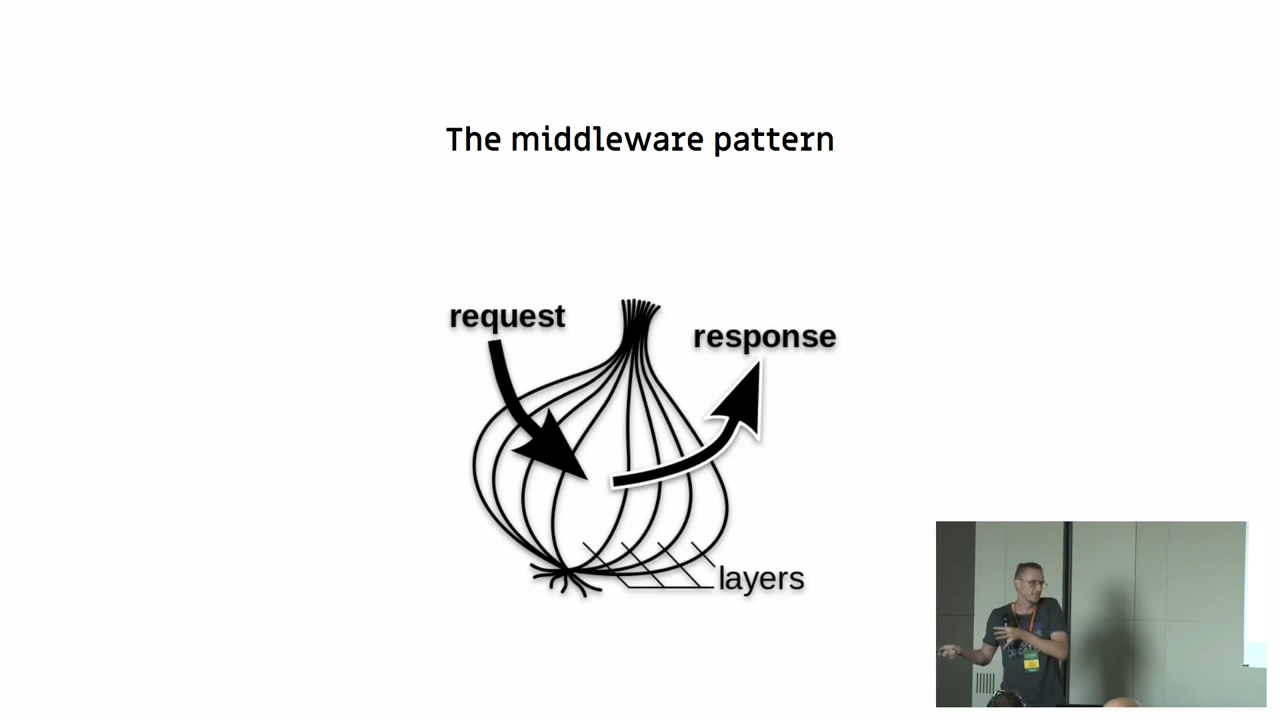 The middleware pattern
request
response
layers